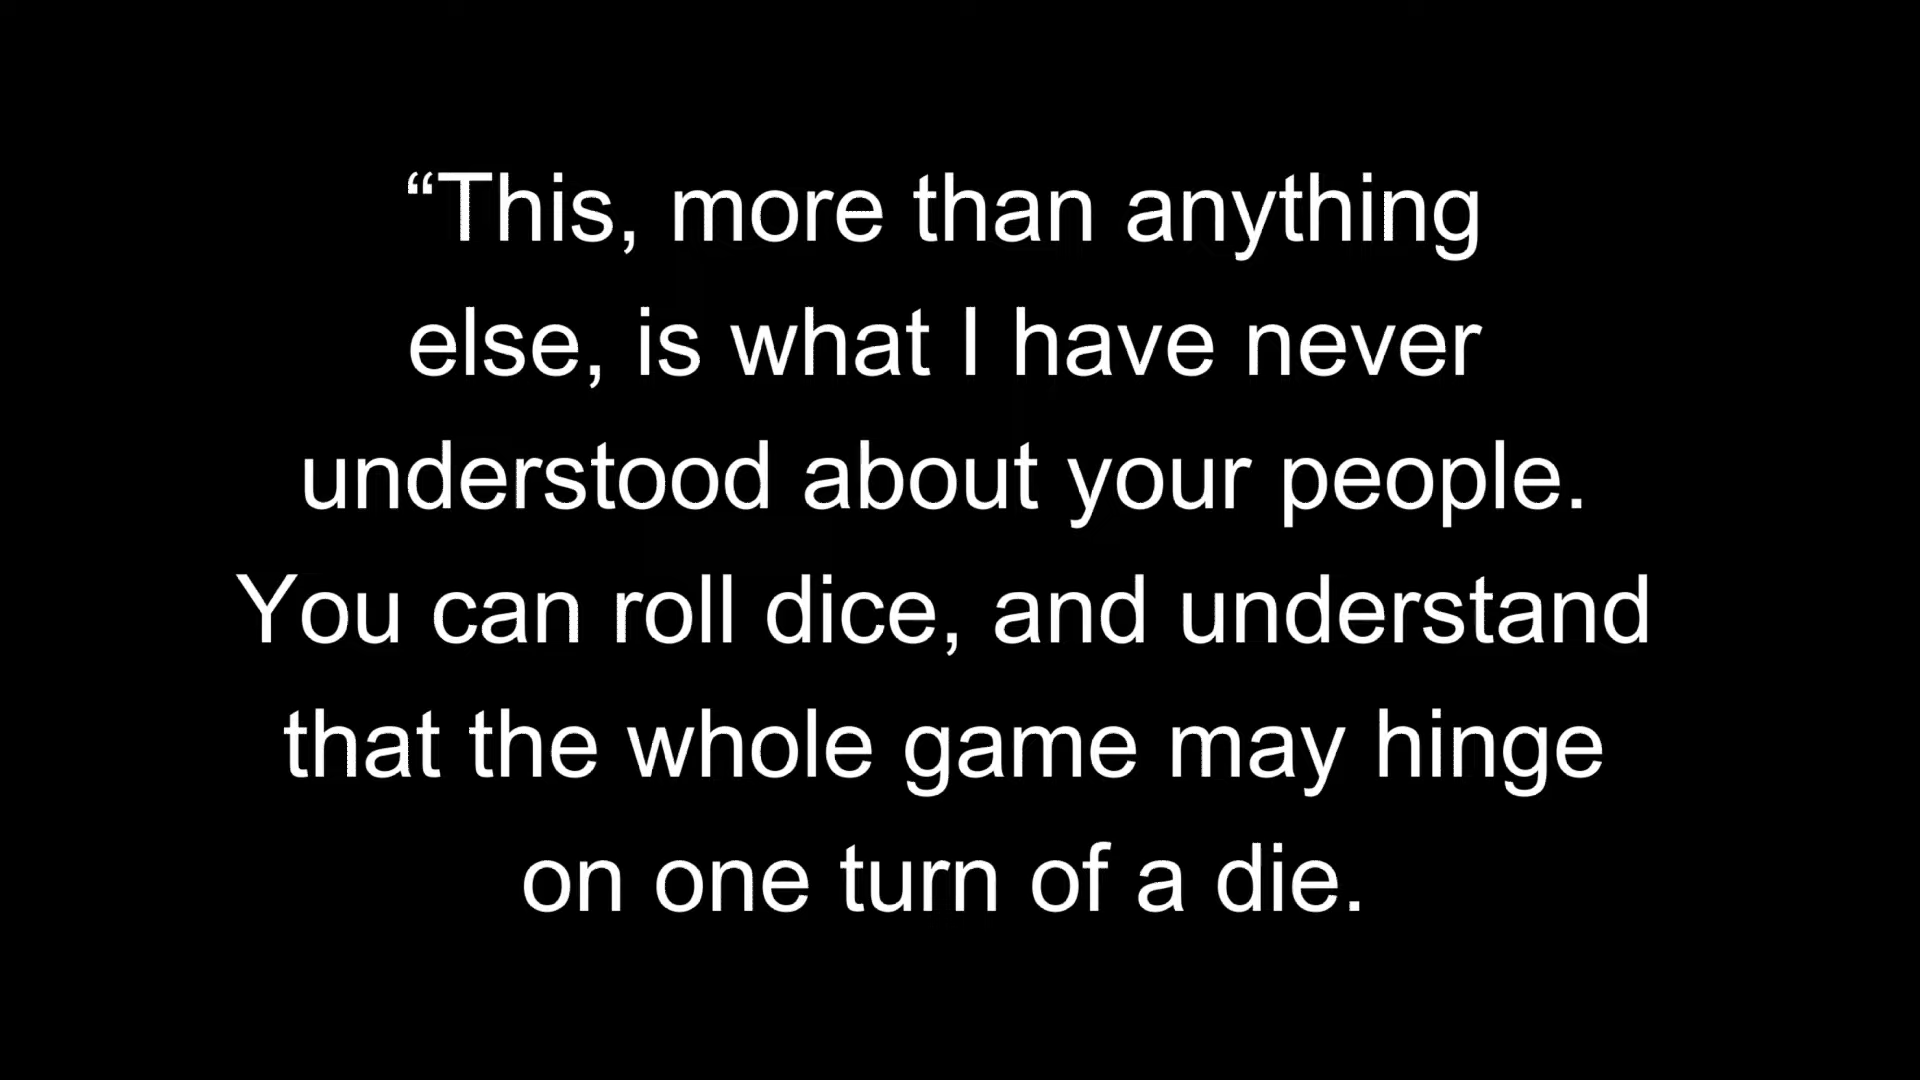 “This, more than anything
else, is what I have never
understood about your people.
You can roll dice, and understand
that the whole game may hinge
on one turn of a die.